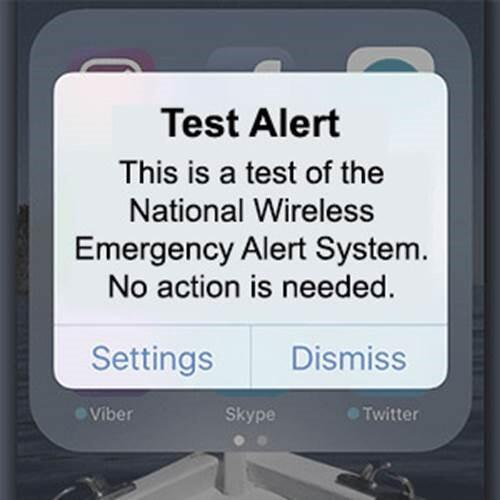 Test Alert
This is a test of the
National Wireless
Emergency Alert System.
No action is needed.
Settings Dismiss
Viber Skype Twitter